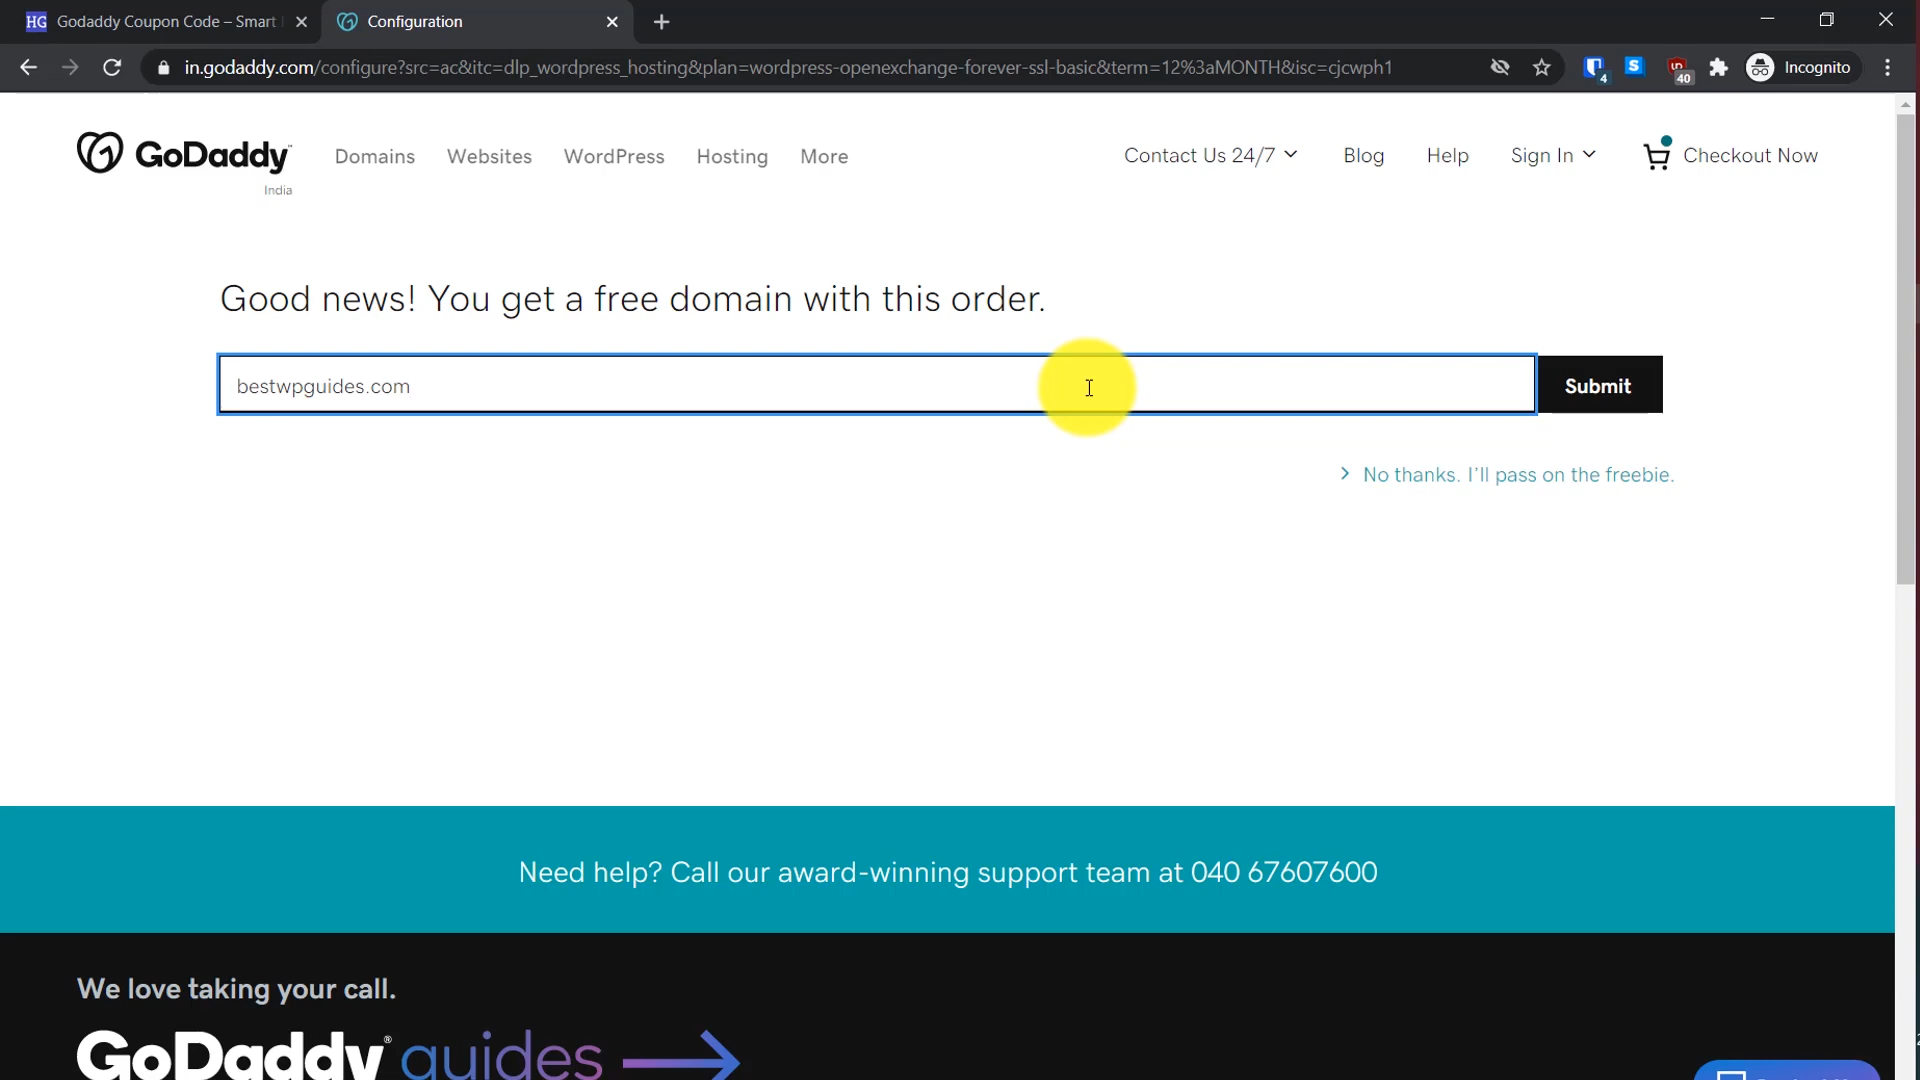 HG Godaddy Coupon Code – Smart
Configuration
in.godaddy.com/configure?src=ac&itc=dlp_wordpress_hosting&plan=wordpress-openexchange-forever-ssl-basic&term=12%3aMONTH&isc=cjcwph1
4
S
40
Incognito
GoDaddy
India
Domains
Websites
WordPress
Hosting
More
Contact Us 24/7
Blog
Help
Sign In
Checkout Now
Good news! You get a free domain with this order.
bestwpguides.com
Submit
No thanks. I'll pass on the freebie.
Need help? Call our award-winning support team at 040 67607600
We love taking your call.
GoDaddy® guides